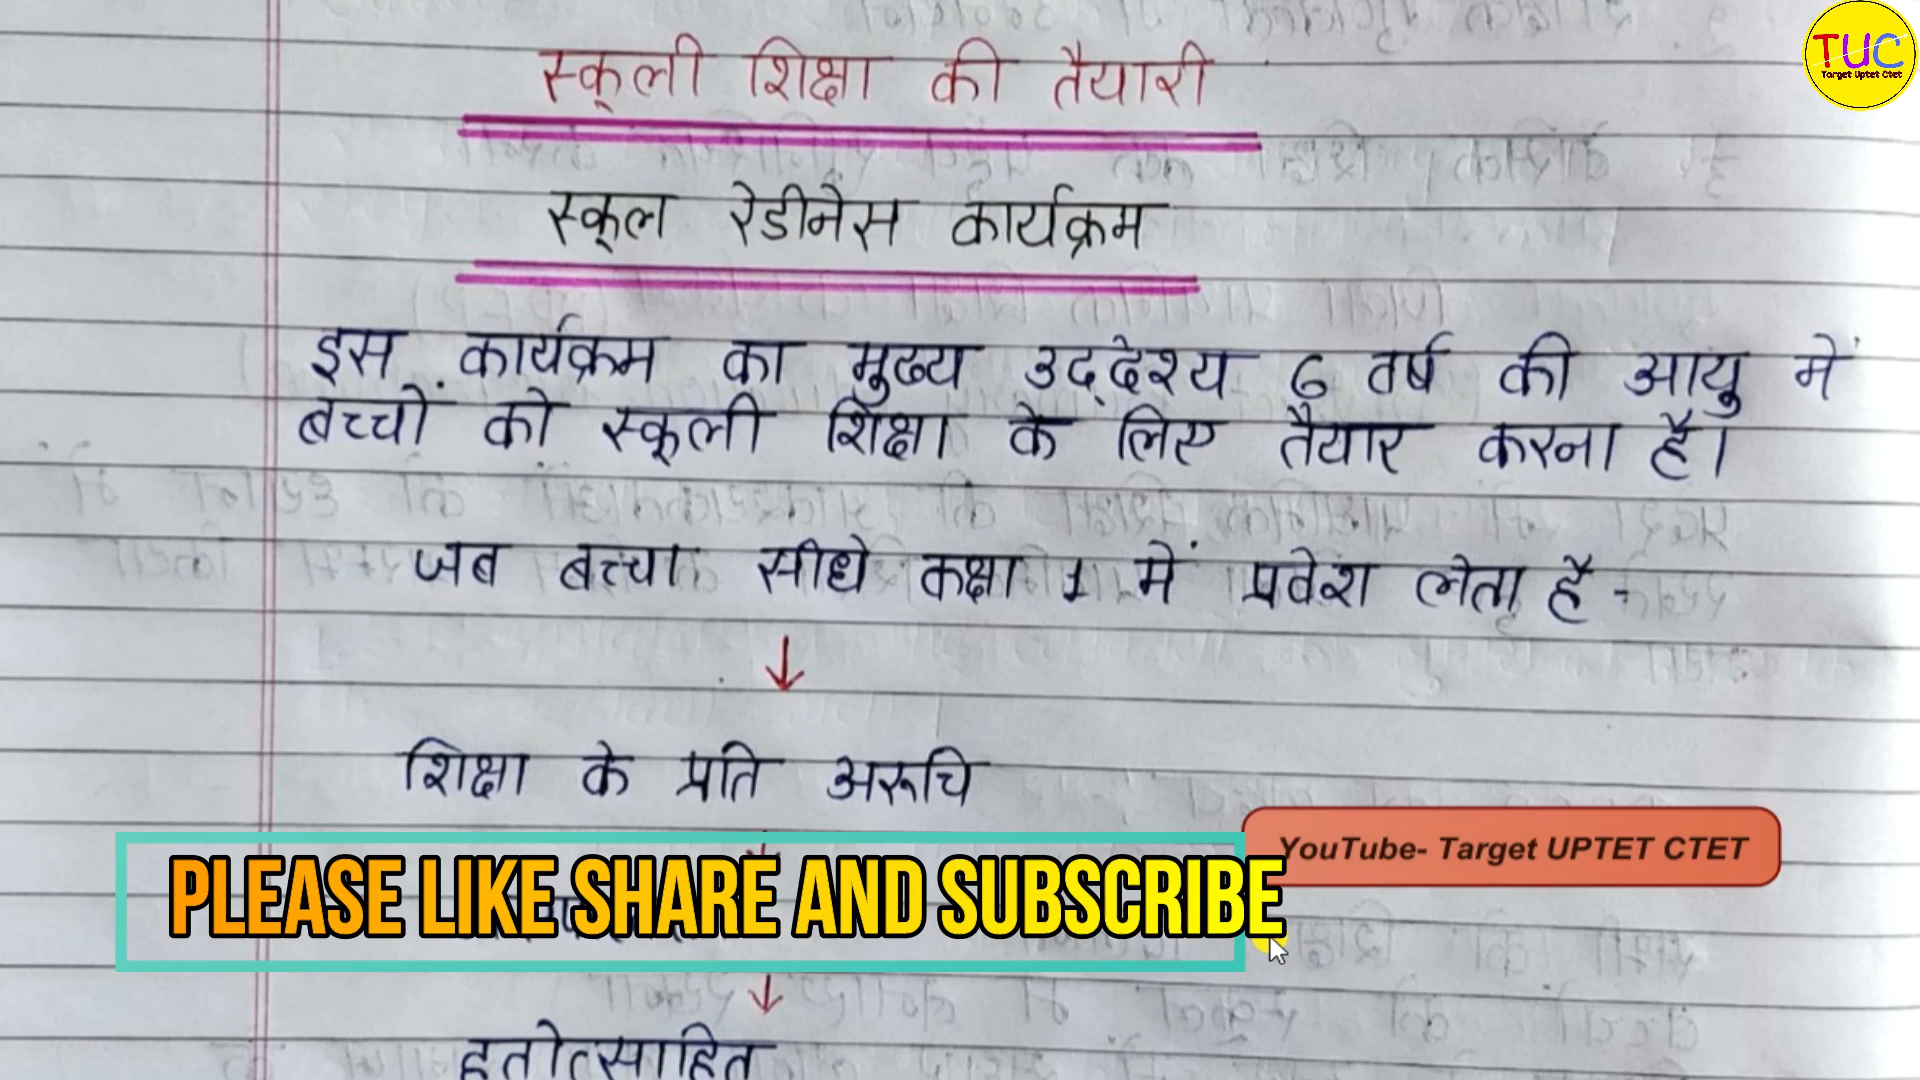 TUC
Target Uptet Ctet
स्कूली शिक्षा की तैयारी
स्कूल रेडीनेस कार्यक्रम
इस कार्यक्रम का मुख्य उद्देश्य 6 वर्ष की आयु में
बच्चों को स्कूली शिक्षा के लिए तैयार करना है।
जब बच्चा सीधे कक्षा 1 में प्रवेश लेता है -
शिक्षा के प्रति अरूचि
YouTube- Target UPTET CTET
PLEASE LIKE SHARE AND SUBSCRIBE
हतोत्साहित